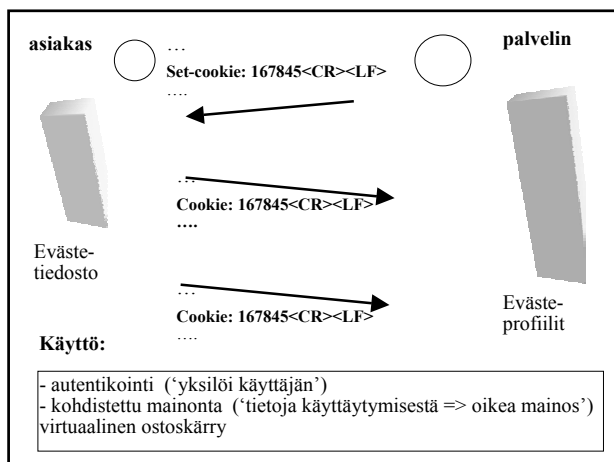 asiakas
palvelin
…
Set-cookie: 167845<CR><LF>
….
…
Cookie: 167845<CR><LF>
….
Eväste-
tiedosto
…
Cookie: 167845<CR><LF>
….
Eväste-
profiilit
Käyttö:
- autentikointi (‘yksilöi käyttäjän’)
- kohdistettu mainonta (‘tietoja käyttäytymisestä => oikea mainos’)
virtuaalinen ostoskärry